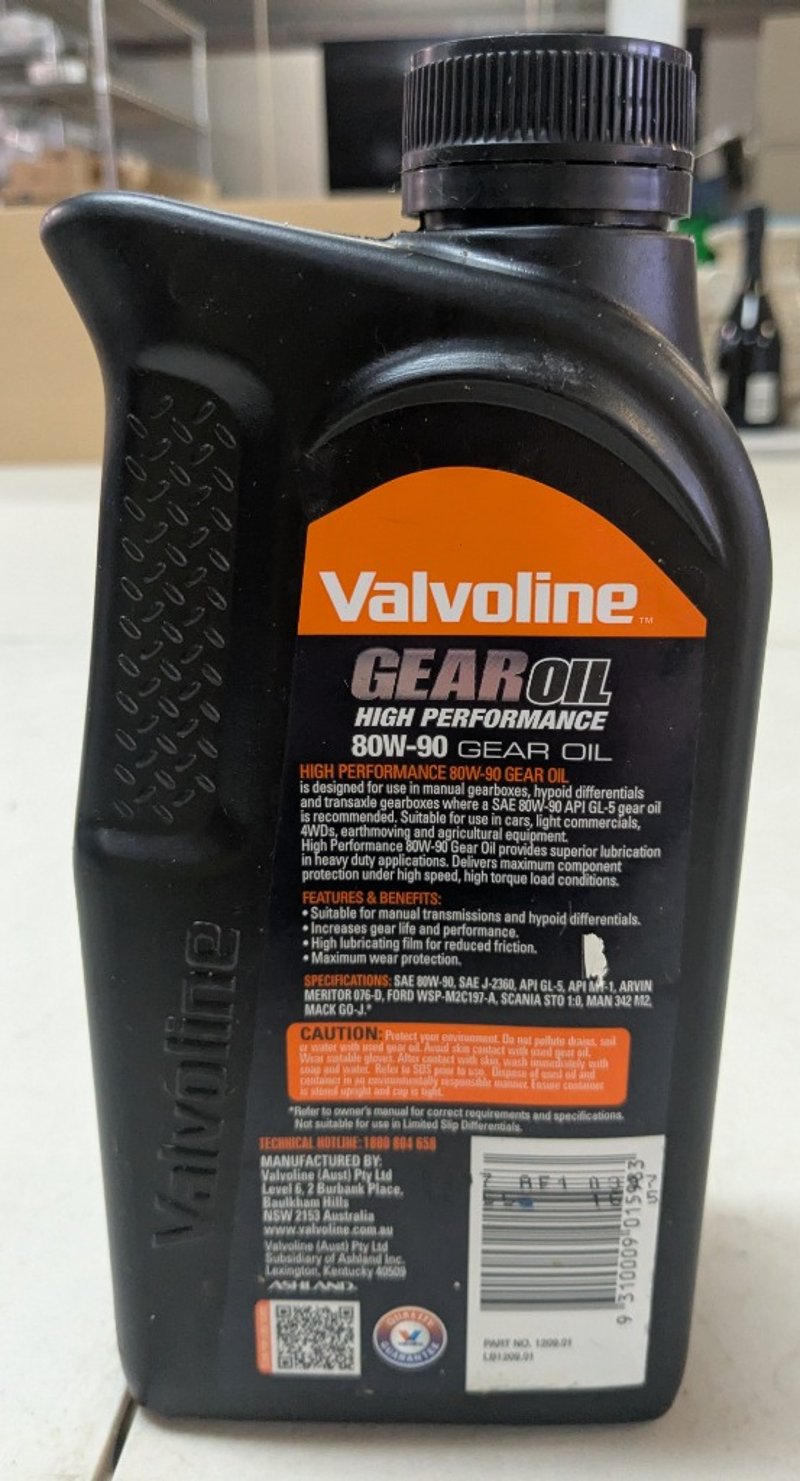 Valvoline™
GEAR OIL
HIGH PERFORMANCE
80W-90 GEAR OIL
HIGH PERFORMANCE 80W-90 GEAR OIL
is designed for use in manual gearboxes, hypoid differentials
and transaxle gearboxes where a SAE 80W-90 API GL-5 gear oil
is recommended. Suitable for use in cars, light commercials,
4WDs, earthmoving and agricultural equipment.
High Performance 80W-90 Gear Oil provides superior lubrication
in heavy duty applications. Delivers maximum component
protection under high speed, high torque load conditions.
FEATURES & BENEFITS:
• Suitable for manual transmissions and hypoid differentials.
• Increases gear life and performance.
• High lubricating film for reduced friction.
• Maximum wear protection.
SPECIFICATIONS: SAE 80W-90, SAE J-2360, API GL-5, API MT-1, ARVIN
MERITOR 076-D, FORD WSP-M2C197-A, SCANIA STO 1:0, MAN 342 M2,
MACK GO-J.*
CAUTION: Protect your environment. Do not pollute drains, soil
or water with used gear oil. Avoid skin contact with used gear oil.
Wear suitable gloves. After contact with skin, wash immediately with
soap and water. Refer to SDS prior to use. Dispose of used oil and
container in an environmentally responsible manner. Ensure container
is stored upright and cap is tight.
*Refer to owner's manual for correct requirements and specifications.
Not suitable for use in Limited Slip Differentials.
TECHNICAL HOTLINE: 1800 804 658
MANUFACTURED BY:
Valvoline (Aust) Pty Ltd
Level 6, 2 Burbank Place,
Baulkham Hills
NSW 2153 Australia
www.valvoline.com.au
Valvoline (Aust) Pty Ltd
Subsidiary of Ashland Inc.
Lexington, Kentucky 40509
ASHLAND
QUALITY
GUARANTEE
PART NO. 1209.01
LB1209.01
Valvoline